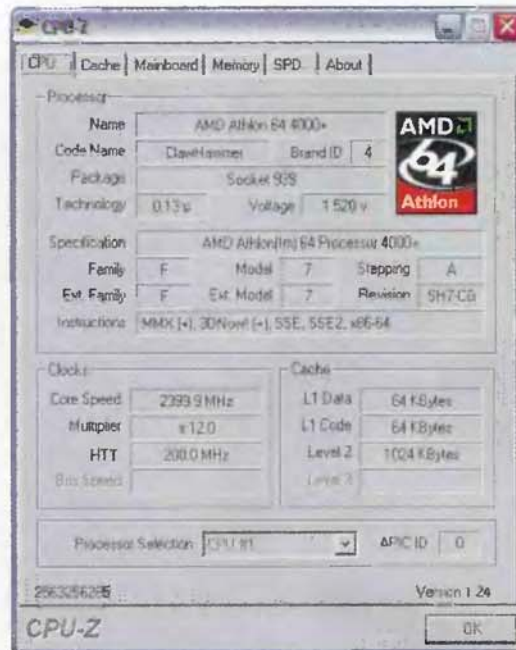 CPU-Z
CPU Cache Mainboard Memory SPD About
Processor
Name AMD Athlon 64 4000+
Code Name ClawHammer Brand ID 4
Package Socket 939
Technology 0.13 µ Voltage 1.520 v
AMD
64
Athlon
Specification AMD Athlon(tm) 64 Processor 4000+
Family F Model 7 Stepping A
Ext. Family F Ext. Model 7 Revision SH7-CG
Instructions MMX (+), 3DNow! (+), SSE, SSE2, x86-64
Clocks
Core Speed 2399.9 MHz
Multiplier x 12.0
HTT 200.0 MHz
Bus Speed
Cache
L1 Data 64 KBytes
L1 Code 64 KBytes
Level 2 1024 KBytes
Level 3
Processor Selection CPU #1 APIC ID 0
Version 1.24
CPU-Z OK